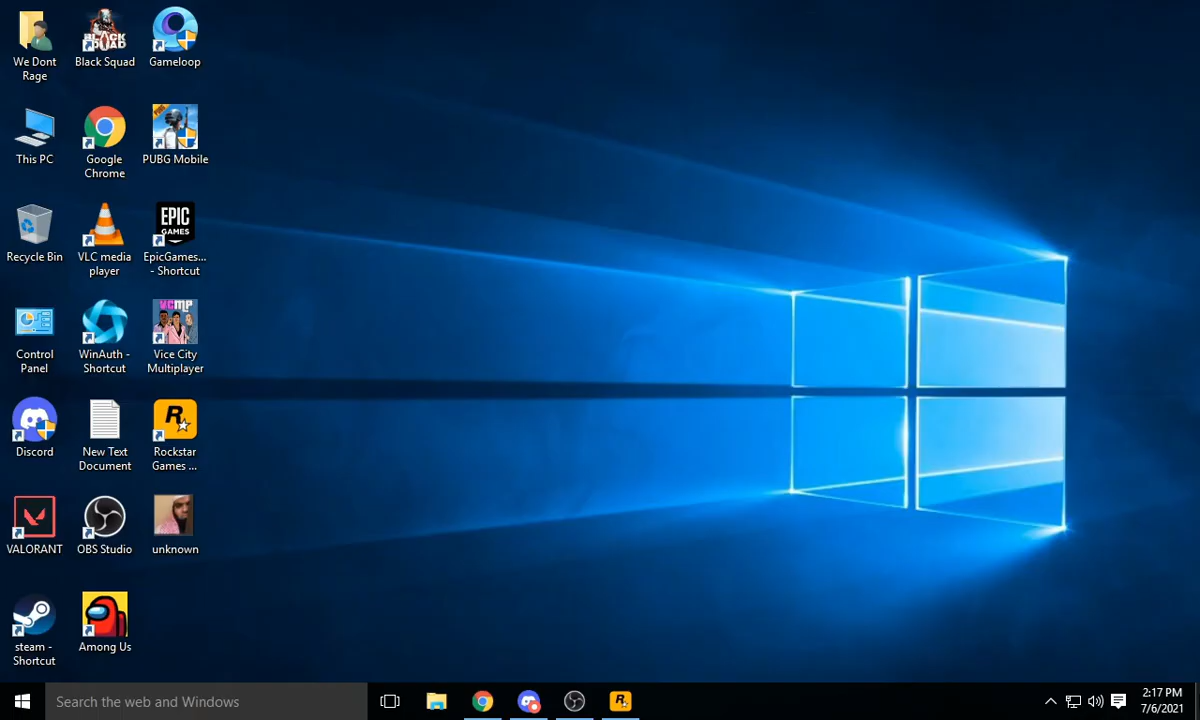 We Dont
Rage
Black Squad
Gameloop
This PC
Google
Chrome
PUBG Mobile
Recycle Bin
VLC media
player
EPIC
GAMES
EpicGames...
- Shortcut
Control
Panel
WinAuth -
Shortcut
VCMP
Vice City
Multiplayer
Discord
New Text
Document
R
Rockstar
Games ...
VALORANT
OBS Studio
unknown
steam -
Shortcut
Among Us
Search the web and Windows
R
2:17 PM
7/6/2021